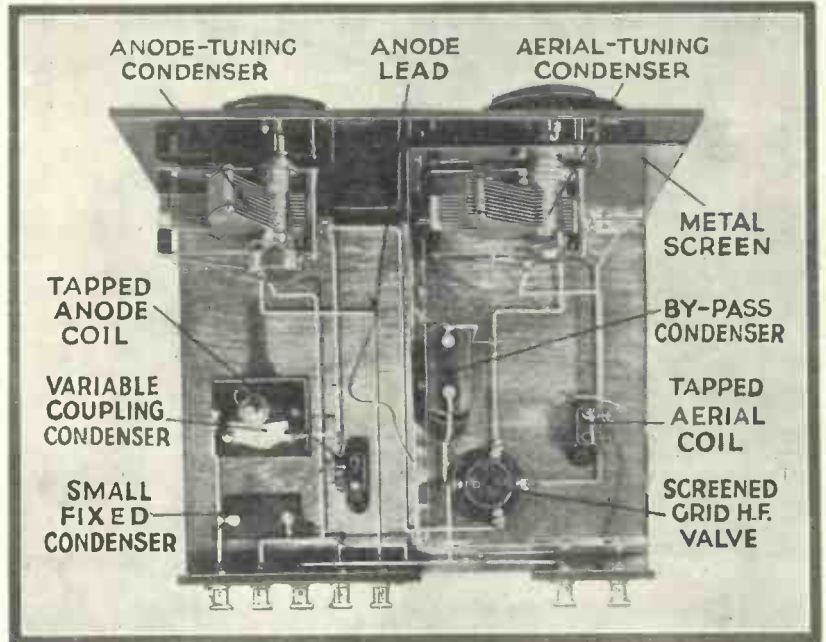 ANODE-TUNING
CONDENSER
ANODE
LEAD
AERIAL-TUNING
CONDENSER
METAL
SCREEN
TAPPED
ANODE
COIL
BY-PASS
CONDENSER
VARIABLE
COUPLING
CONDENSER
TAPPED
AERIAL
COIL
SMALL
FIXED
CONDENSER
SCREENED
GRID H.F.
VALVE